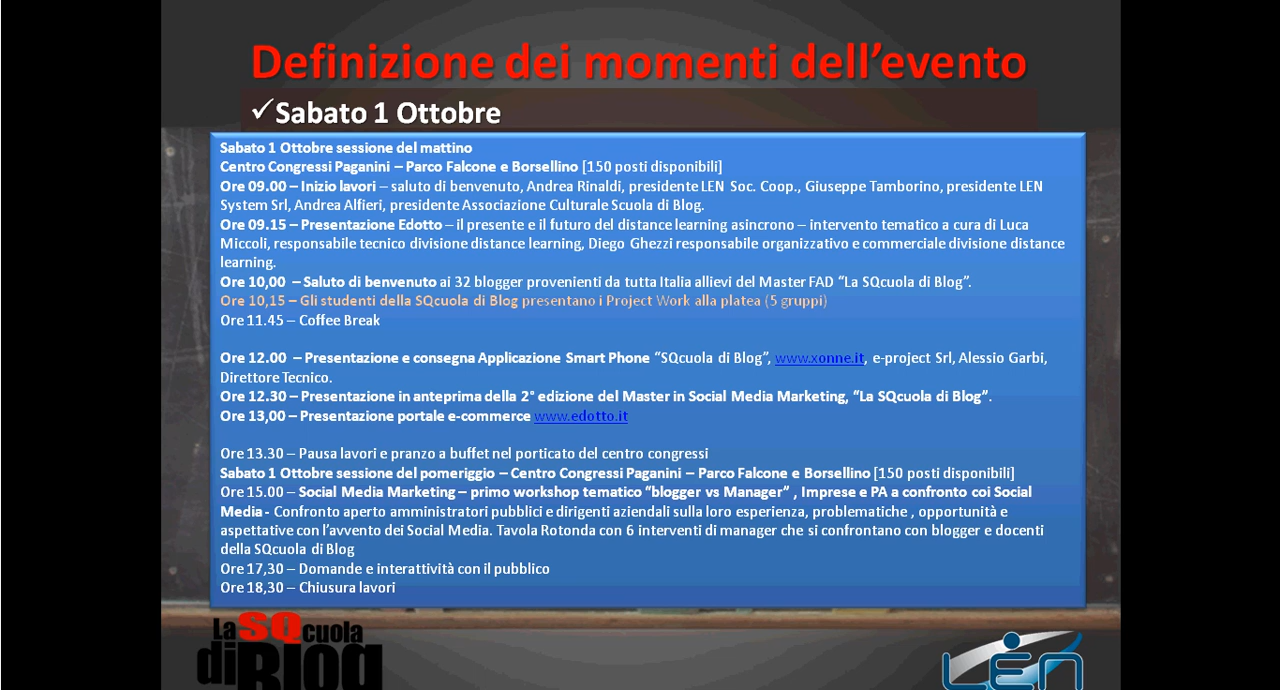 Definizione dei momenti dell'evento
✓Sabato 1 Ottobre
Sabato 1 Ottobre sessione del mattino
Centro Congressi Paganini – Parco Falcone e Borsellino [150 posti disponibili]
Ore 09.00 – Inizio lavori – saluto di benvenuto, Andrea Rinaldi, presidente LEN Soc. Coop., Giuseppe Tamborino, presidente LEN
System Srl, Andrea Alfieri, presidente Associazione Culturale Scuola di Blog.
Ore 09.15 – Presentazione Edotto – il presente e il futuro del distance learning asincrono – intervento tematico a cura di Luca
Miccoli, responsabile tecnico divisione distance learning, Diego Ghezzi responsabile organizzativo e commerciale divisione distance
learning.
Ore 10,00 – Saluto di benvenuto ai 32 blogger provenienti da tutta Italia allievi del Master FAD “La SQcuola di Blog”.
Ore 10,15 – Gli studenti della SQcuola di Blog presentano i Project Work alla platea (5 gruppi)
Ore 11.45 – Coffee Break
Ore 12.00 – Presentazione e consegna Applicazione Smart Phone “SQcuola di Blog”, www.xonne.it, e-project Srl, Alessio Garbi,
Direttore Tecnico.
Ore 12.30 – Presentazione in anteprima della 2° edizione del Master in Social Media Marketing, “La SQcuola di Blog”.
Ore 13,00 – Presentazione portale e-commerce www.edotto.it
Ore 13.30 – Pausa lavori e pranzo a buffet nel porticato del centro congressi
Sabato 1 Ottobre sessione del pomeriggio – Centro Congressi Paganini – Parco Falcone e Borsellino [150 posti disponibili]
Ore 15.00 – Social Media Marketing – primo workshop tematico “blogger vs Manager” , Imprese e PA a confronto coi Social
Media - Confronto aperto amministratori pubblici e dirigenti aziendali sulla loro esperienza, problematiche , opportunità e
aspettative con l'avvento dei Social Media. Tavola Rotonda con 6 interventi di manager che si confrontano con blogger e docenti
della SQcuola di Blog
Ore 17,30 – Domande e interattività con il pubblico
Ore 18,30 – Chiusura lavori
La SQcuola
di Blog
LEN